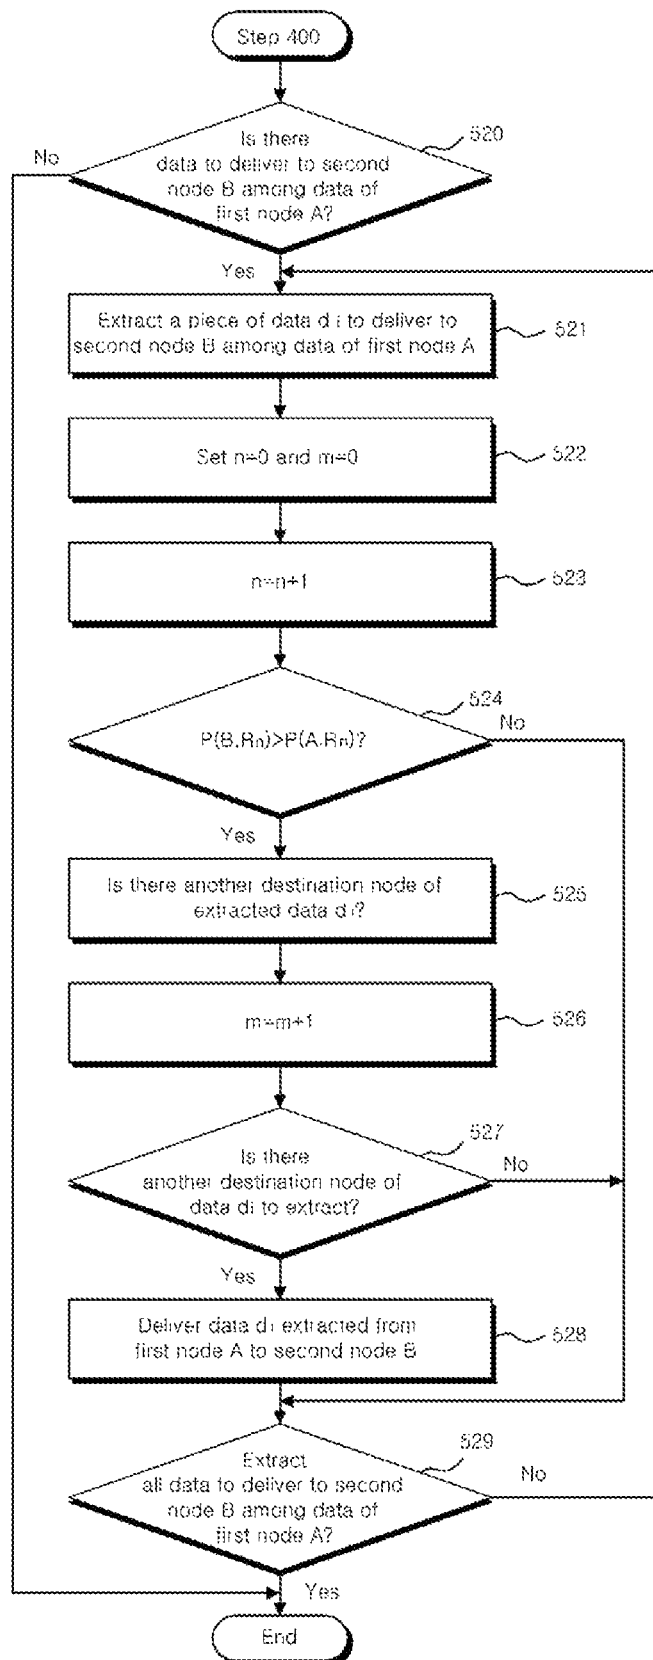 Step 400
Is there
data to deliver to second
node B among data of
first node A?
520
No
Yes
Extract a piece of data di to deliver to
second node B among data of first node A
521
Set n=0 and m=0
522
n=n+1
523
P(B,Rn)>P(A,Rn)?
524
No
Yes
Is there another destination node of
extracted data di?
525
m=m+1
526
Is there
another destination node of
data di to extract?
527
No
Yes
Deliver data di extracted from
first node A to second node B
528
Extract
all data to deliver to second
node B among data of
first node A?
529
No
Yes
End